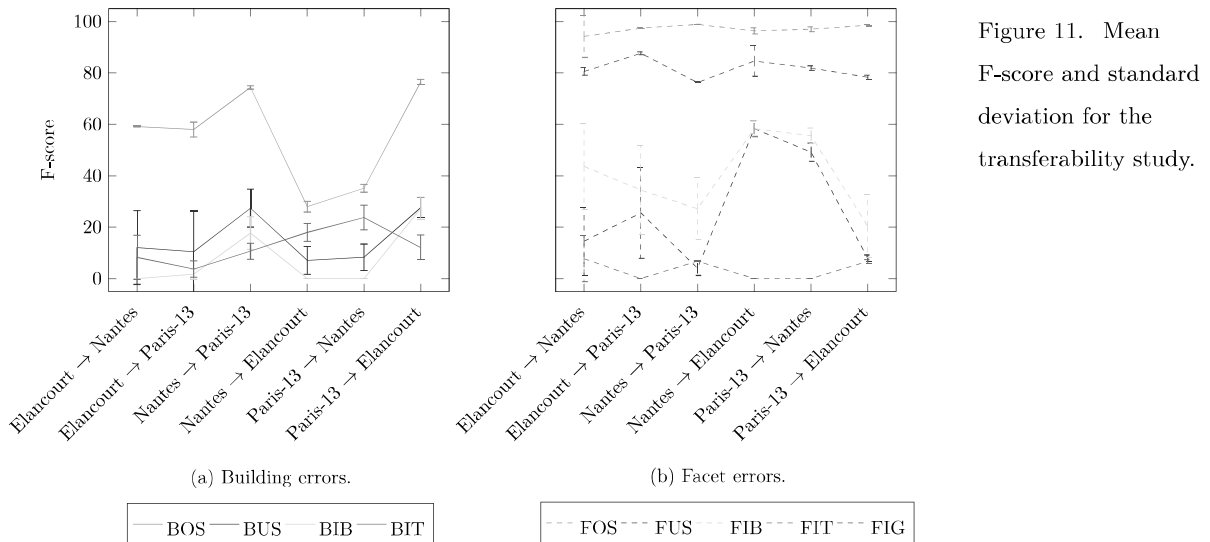 100
80
60
40
20
0
F-score
Elancourt → Nantes
Elancourt → Paris-13
Nantes → Paris-13
Nantes → Elancourt
Paris-13 → Nantes
Paris-13 → Elancourt
(a) Building errors.
BOS BUS BIB BIT
Elancourt → Nantes
Elancourt → Paris-13
Nantes → Paris-13
Nantes → Elancourt
Paris-13 → Nantes
Paris-13 → Elancourt
(b) Facet errors.
FOS FUS FIB FIT FIG
Figure 11. Mean
F-score and standard
deviation for the
transferability study.